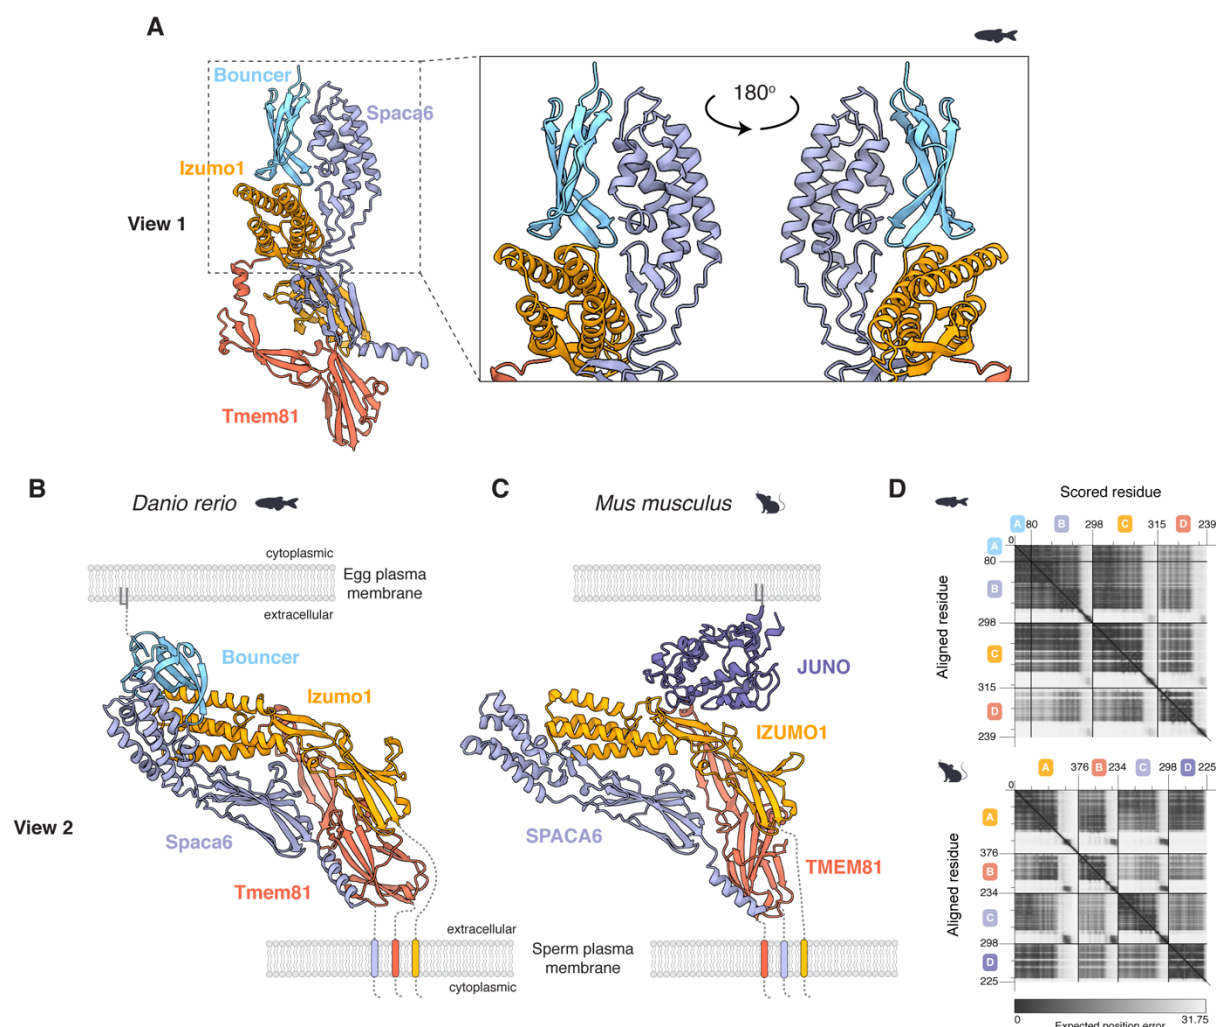 A
Bouncer
Spaca6
Izumo1
View 1
Tmem81
180º
B
Danio rerio
cytoplasmic
Egg plasma
membrane
extracellular
Bouncer
Izumo1
View 2
Spaca6
Tmem81
extracellular
Sperm plasma
membrane
cytoplasmic
C
Mus musculus
JUNO
IZUMO1
SPACA6
TMEM81
D
Scored residue
A 80 B 298 C 315 D 239
0
A
80
B
298
C
315
D
239
Aligned residue
A 376 B 234 C 298 D 225
0
A
376
B
234
C
298
D
225
Aligned residue
0 31.75
Expected position error